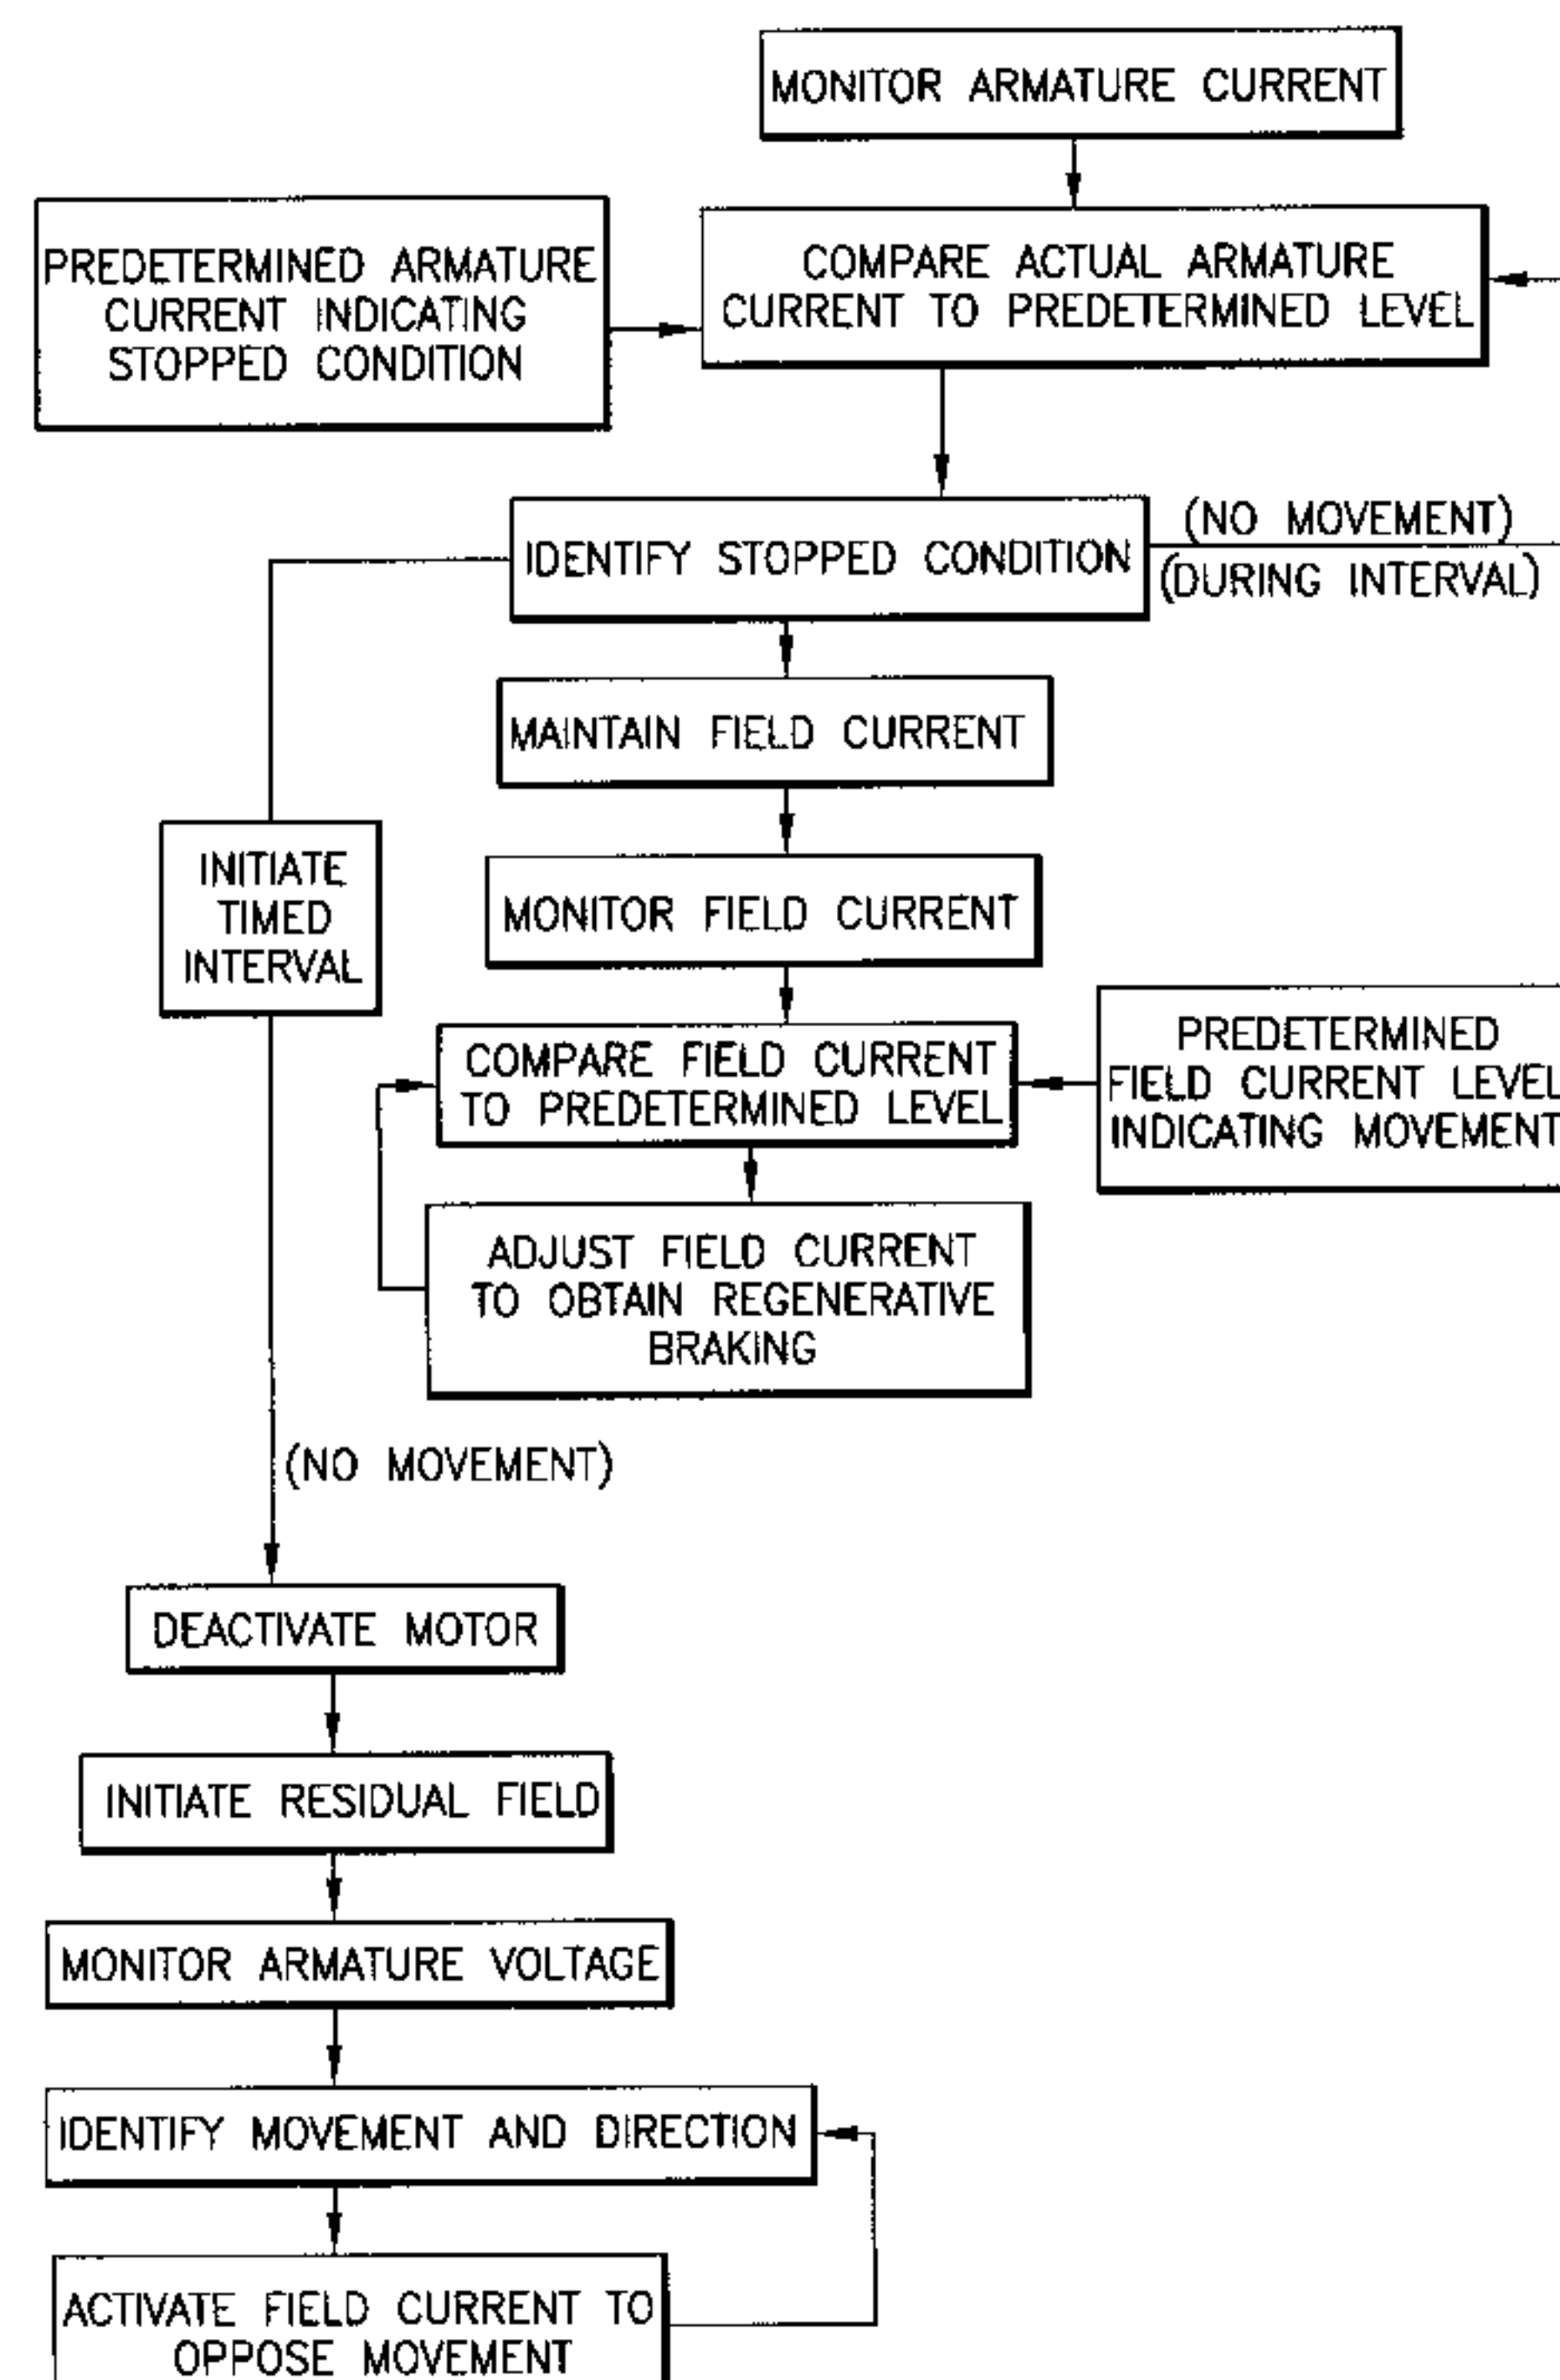 MONITOR ARMATURE CURRENT
PREDETERMINED ARMATURE
CURRENT INDICATING
STOPPED CONDITION
COMPARE ACTUAL ARMATURE
CURRENT TO PREDETERMINED LEVEL
IDENTIFY STOPPED CONDITION
(NO MOVEMENT)
(DURING INTERVAL)
MAINTAIN FIELD CURRENT
INITIATE
TIMED
INTERVAL
MONITOR FIELD CURRENT
COMPARE FIELD CURRENT
TO PREDETERMINED LEVEL
PREDETERMINED
FIELD CURRENT LEVEL
INDICATING MOVEMENT
ADJUST FIELD CURRENT
TO OBTAIN REGENERATIVE
BRAKING
(NO MOVEMENT)
DEACTIVATE MOTOR
INITIATE RESIDUAL FIELD
MONITOR ARMATURE VOLTAGE
IDENTIFY MOVEMENT AND DIRECTION
ACTIVATE FIELD CURRENT TO
OPPOSE MOVEMENT